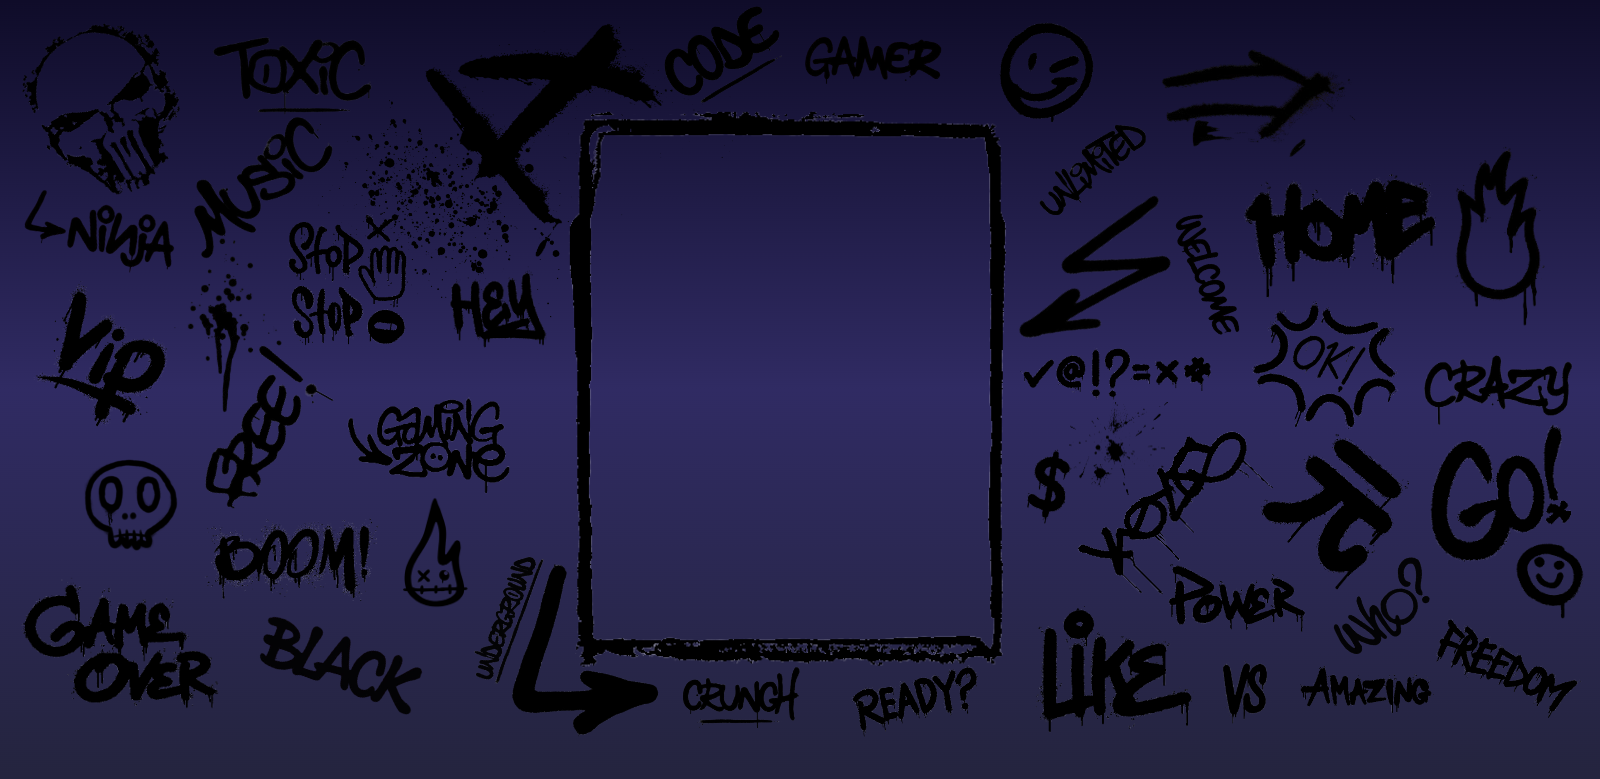 TOXIC
CODE
GAMER
MUSIC
UNLIMITED
NINJA
STOP
STOP
HEY
WELCOME
HOME
VIP
FREE!
✓@!?=×*
OK!
CRAZY
GAMING
ZONE
$
GO!
BOOM!
UNDERGROUND
POWER
WHO?
GAME
OVER
BLACK
LIKE
FREEDOM
CRUNCH
READY?
VS
AMAZING